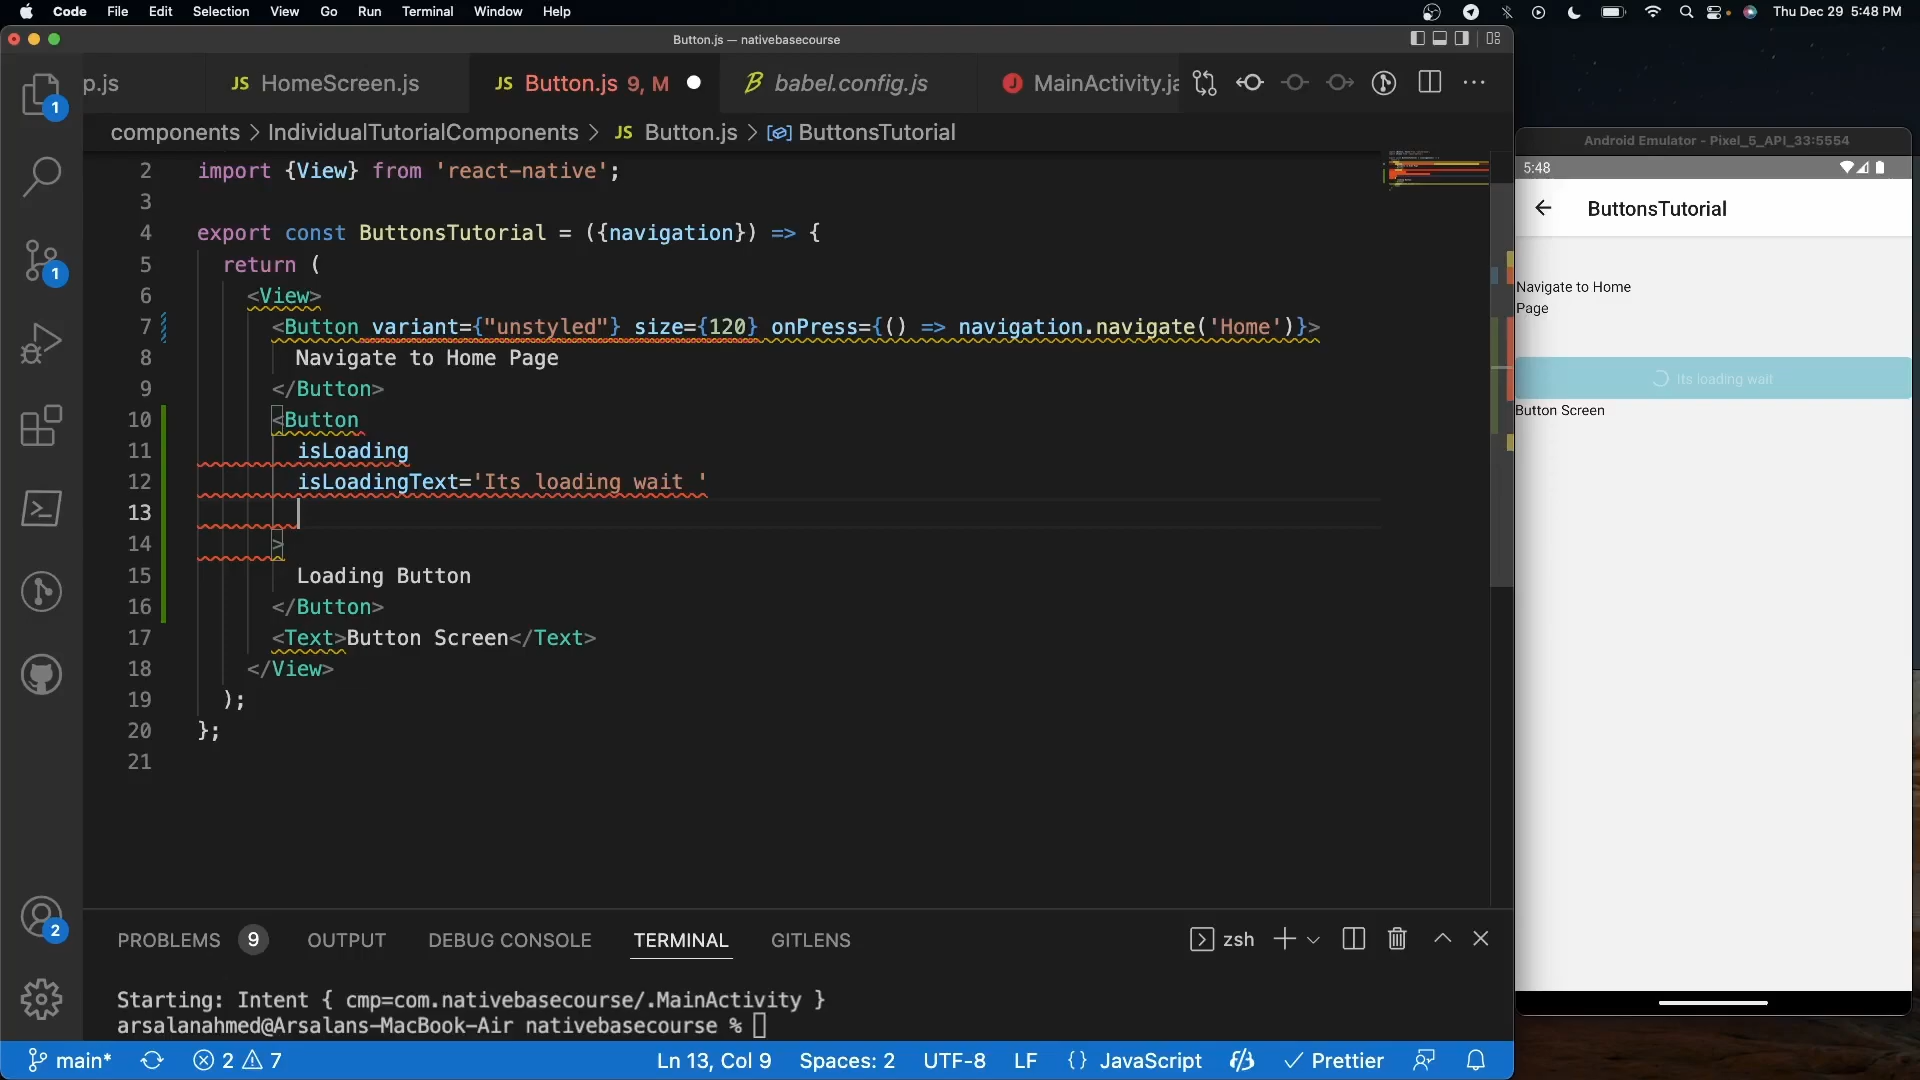 Code File Edit Selection View Go Run Terminal Window Help Thu Dec 29 5:48 PM
Button.js — nativebasecourse
p.js JS HomeScreen.js JS Button.js 9, M babel.config.js J MainActivity.ja
components > IndividualTutorialComponents > JS Button.js > ButtonsTutorial
2 import {View} from 'react-native';
3
4 export const ButtonsTutorial = ({navigation}) => {
5 return (
6 <View>
7 <Button variant={"unstyled"} size={120} onPress={() => navigation.navigate('Home')}>
8 Navigate to Home Page
9 </Button>
10 <Button
11 isLoading
12 isLoadingText='Its loading wait '
13
14 >
15 Loading Button
16 </Button>
17 <Text>Button Screen</Text>
18 </View>
19 );
20 };
21
1
1
2
PROBLEMS 9 OUTPUT DEBUG CONSOLE TERMINAL GITLENS zsh
Starting: Intent { cmp=com.nativebasecourse/.MainActivity }
arsalanahmed@Arsalans-MacBook-Air nativebasecourse %
main* 2 7 Ln 13, Col 9 Spaces: 2 UTF-8 LF {} JavaScript Prettier
Android Emulator - Pixel_5_API_33:5554
5:48
ButtonsTutorial
Navigate to Home
Page
Its loading wait
Button Screen